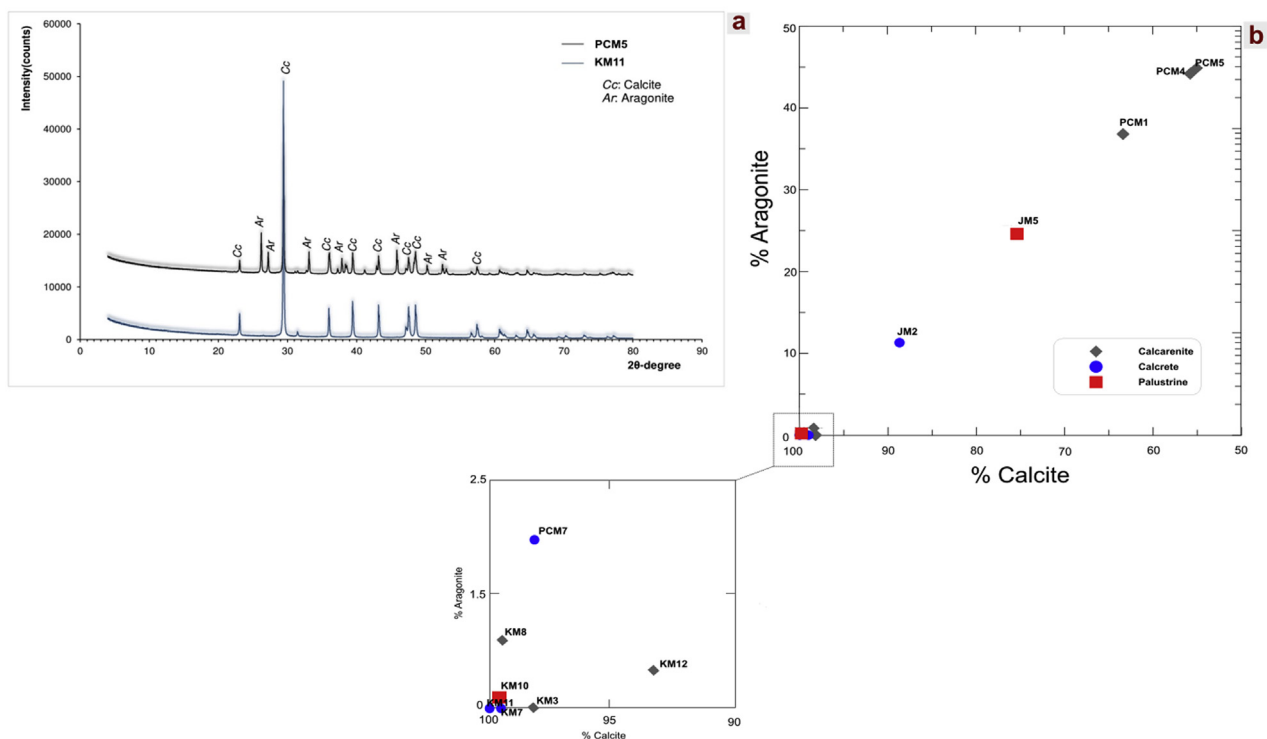 a
60000
50000
40000
30000
20000
10000
0
Intensity(counts)
PCM5
KM11
Cc: Calcite
Ar: Aragonite
Cc
Ar
Ar
Cc
Ar
Cc
Ar
Cc
Cc
Ar
Cc
Cc
Ar
Ar
Cc
0 10 20 30 40 50 60 70 80 90
2θ-degree
b
50
40
30
20
10
0
% Aragonite
PCM4
PCM5
PCM1
JM5
JM2
Calcarenite
Calcrete
Palustrine
100 90 80 70 60 50
% Calcite
2.5
1.5
0
% Aragonite
PCM7
KM8
KM12
KM10
KM11
KM7
KM3
100 95 90
% Calcite